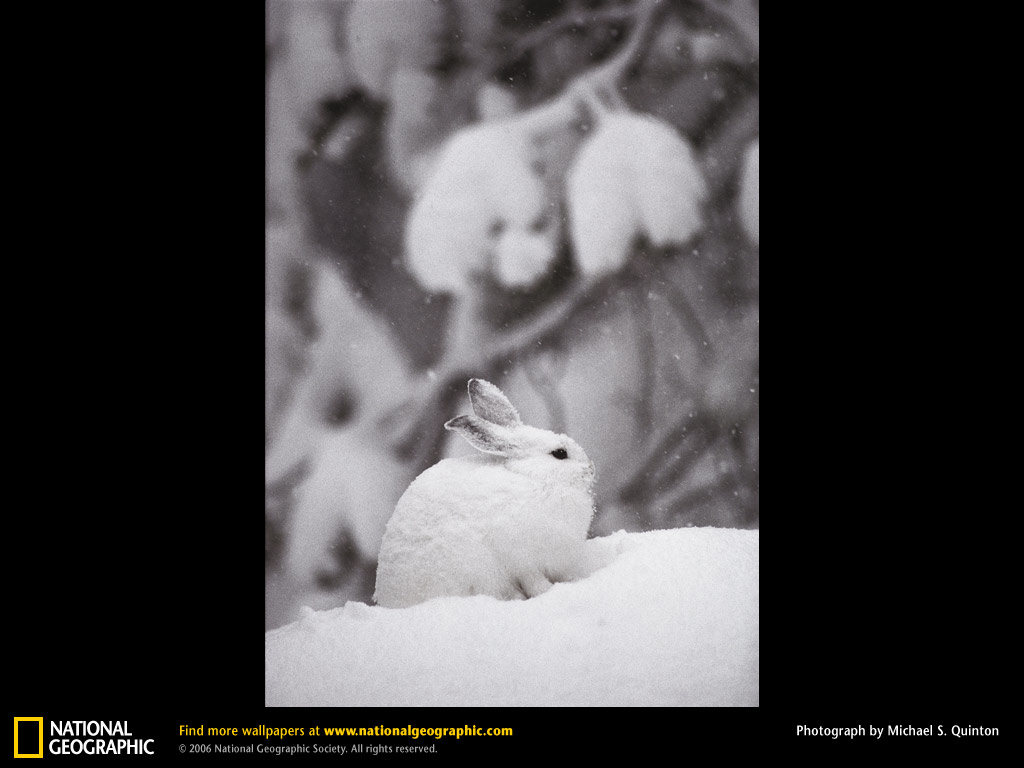 NATIONAL
GEOGRAPHIC
Find more wallpapers at www.nationalgeographic.com
© 2006 National Geographic Society. All rights reserved.
Photograph by Michael S. Quinton